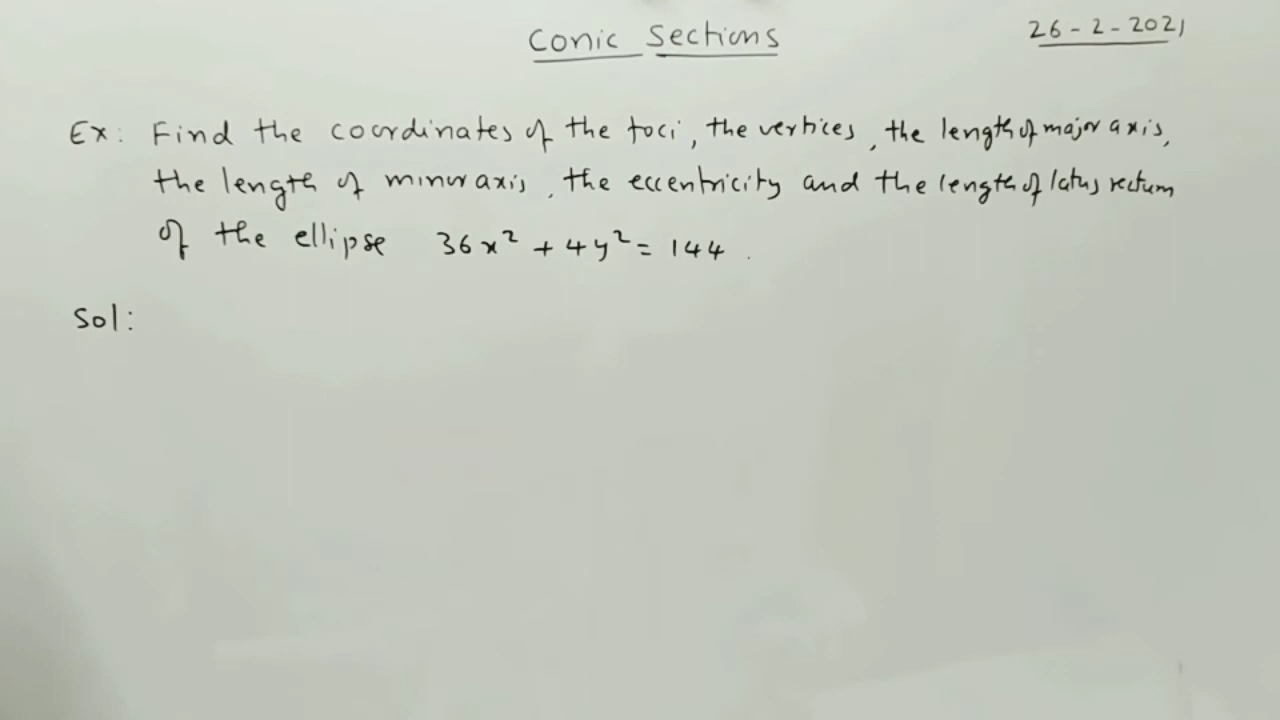 Conic Sections
26-2-2021
Ex: Find the coordinates of the foci, the vertices, the length of major axis,
the length of minor axis, the eccentricity and the length of latus rectum
of the ellipse 36x² + 4y² = 144.
Sol: